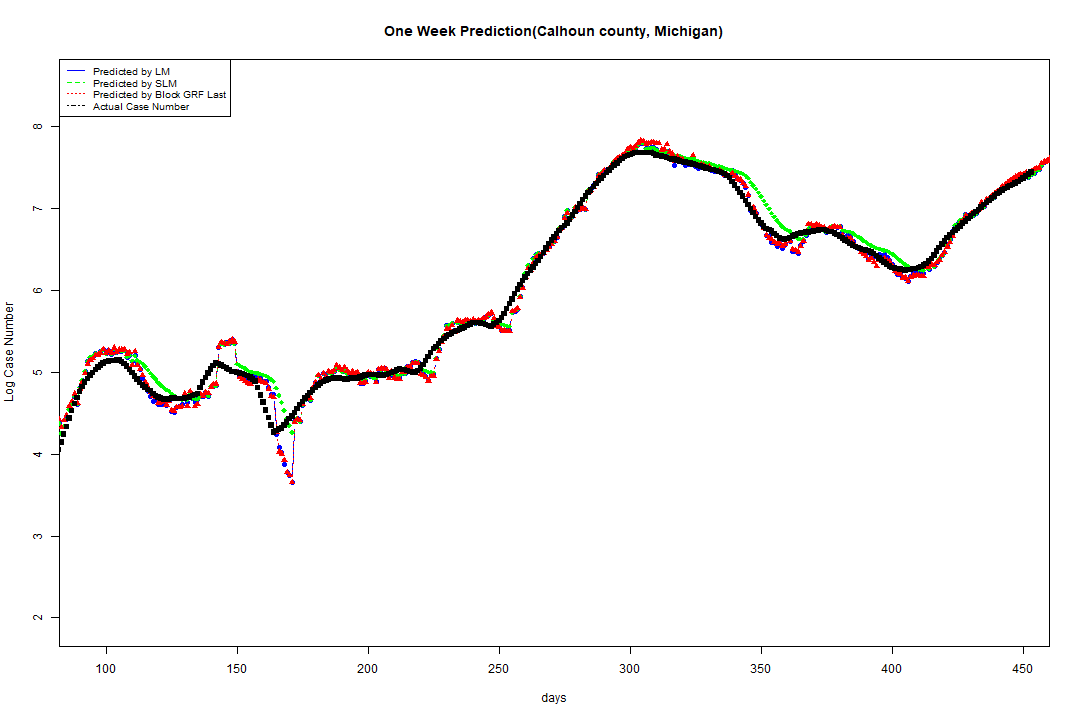 One Week Prediction(Calhoun county, Michigan)
Predicted by LM
Predicted by SLM
Predicted by Block GRF Last
Actual Case Number
8
7
6
5
4
3
2
Log Case Number
100 150 200 250 300 350 400 450
days